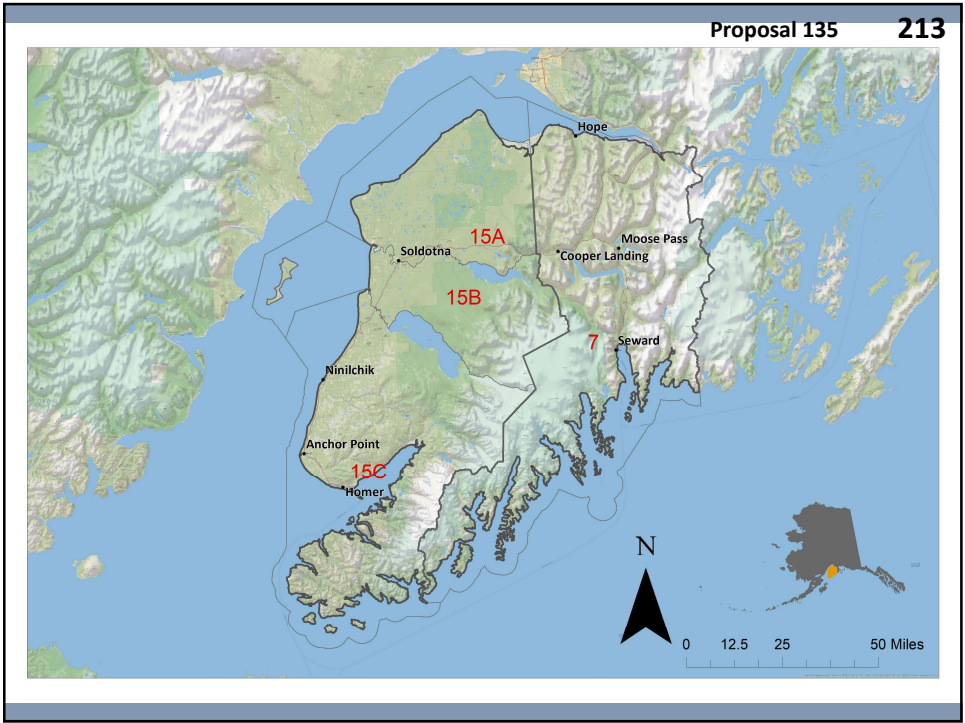 Proposal 135
213
Hope
15A
Moose Pass
Soldotna
Cooper Landing
15B
7
Seward
Ninilchik
Anchor Point
15C
Homer
N
0 12.5 25 50 Miles